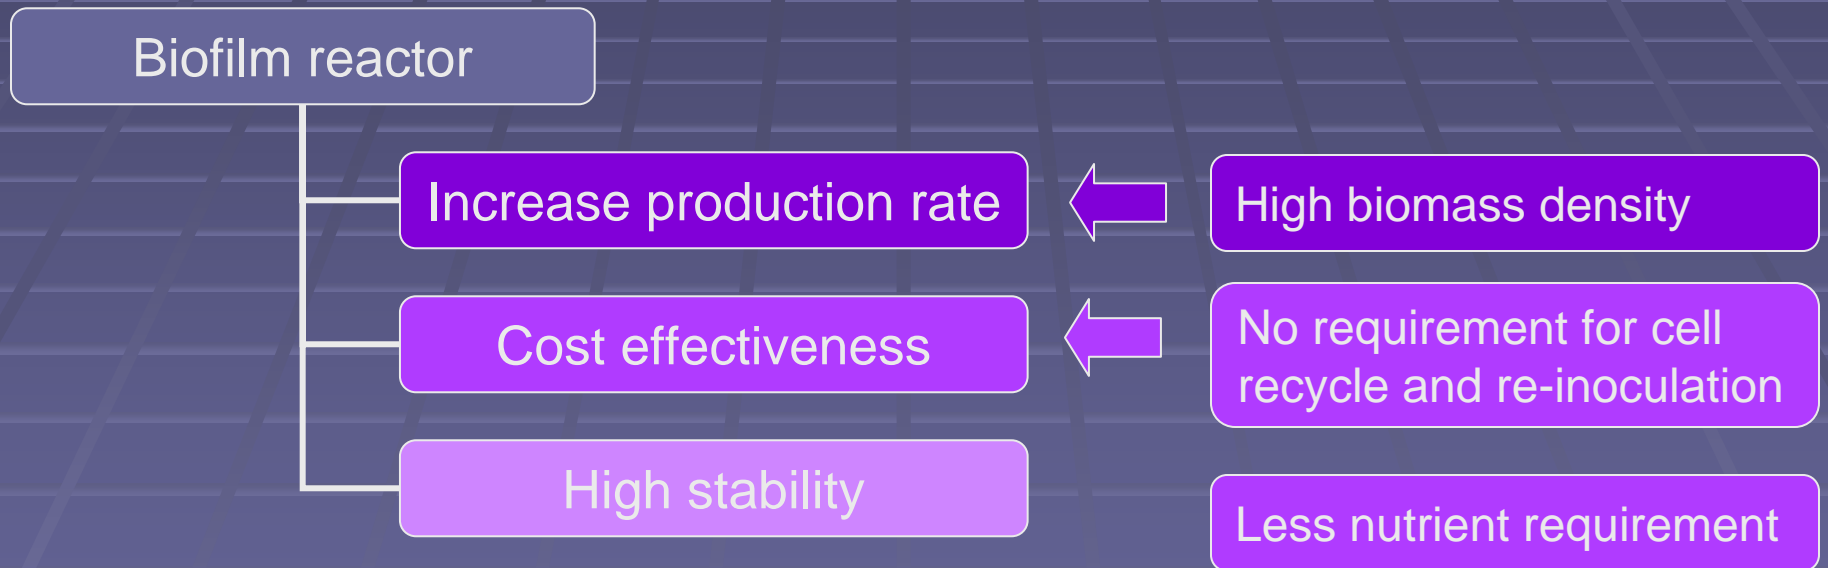 Biofilm reactor
Increase production rate
High biomass density
Cost effectiveness
No requirement for cell
recycle and re-inoculation
High stability
Less nutrient requirement